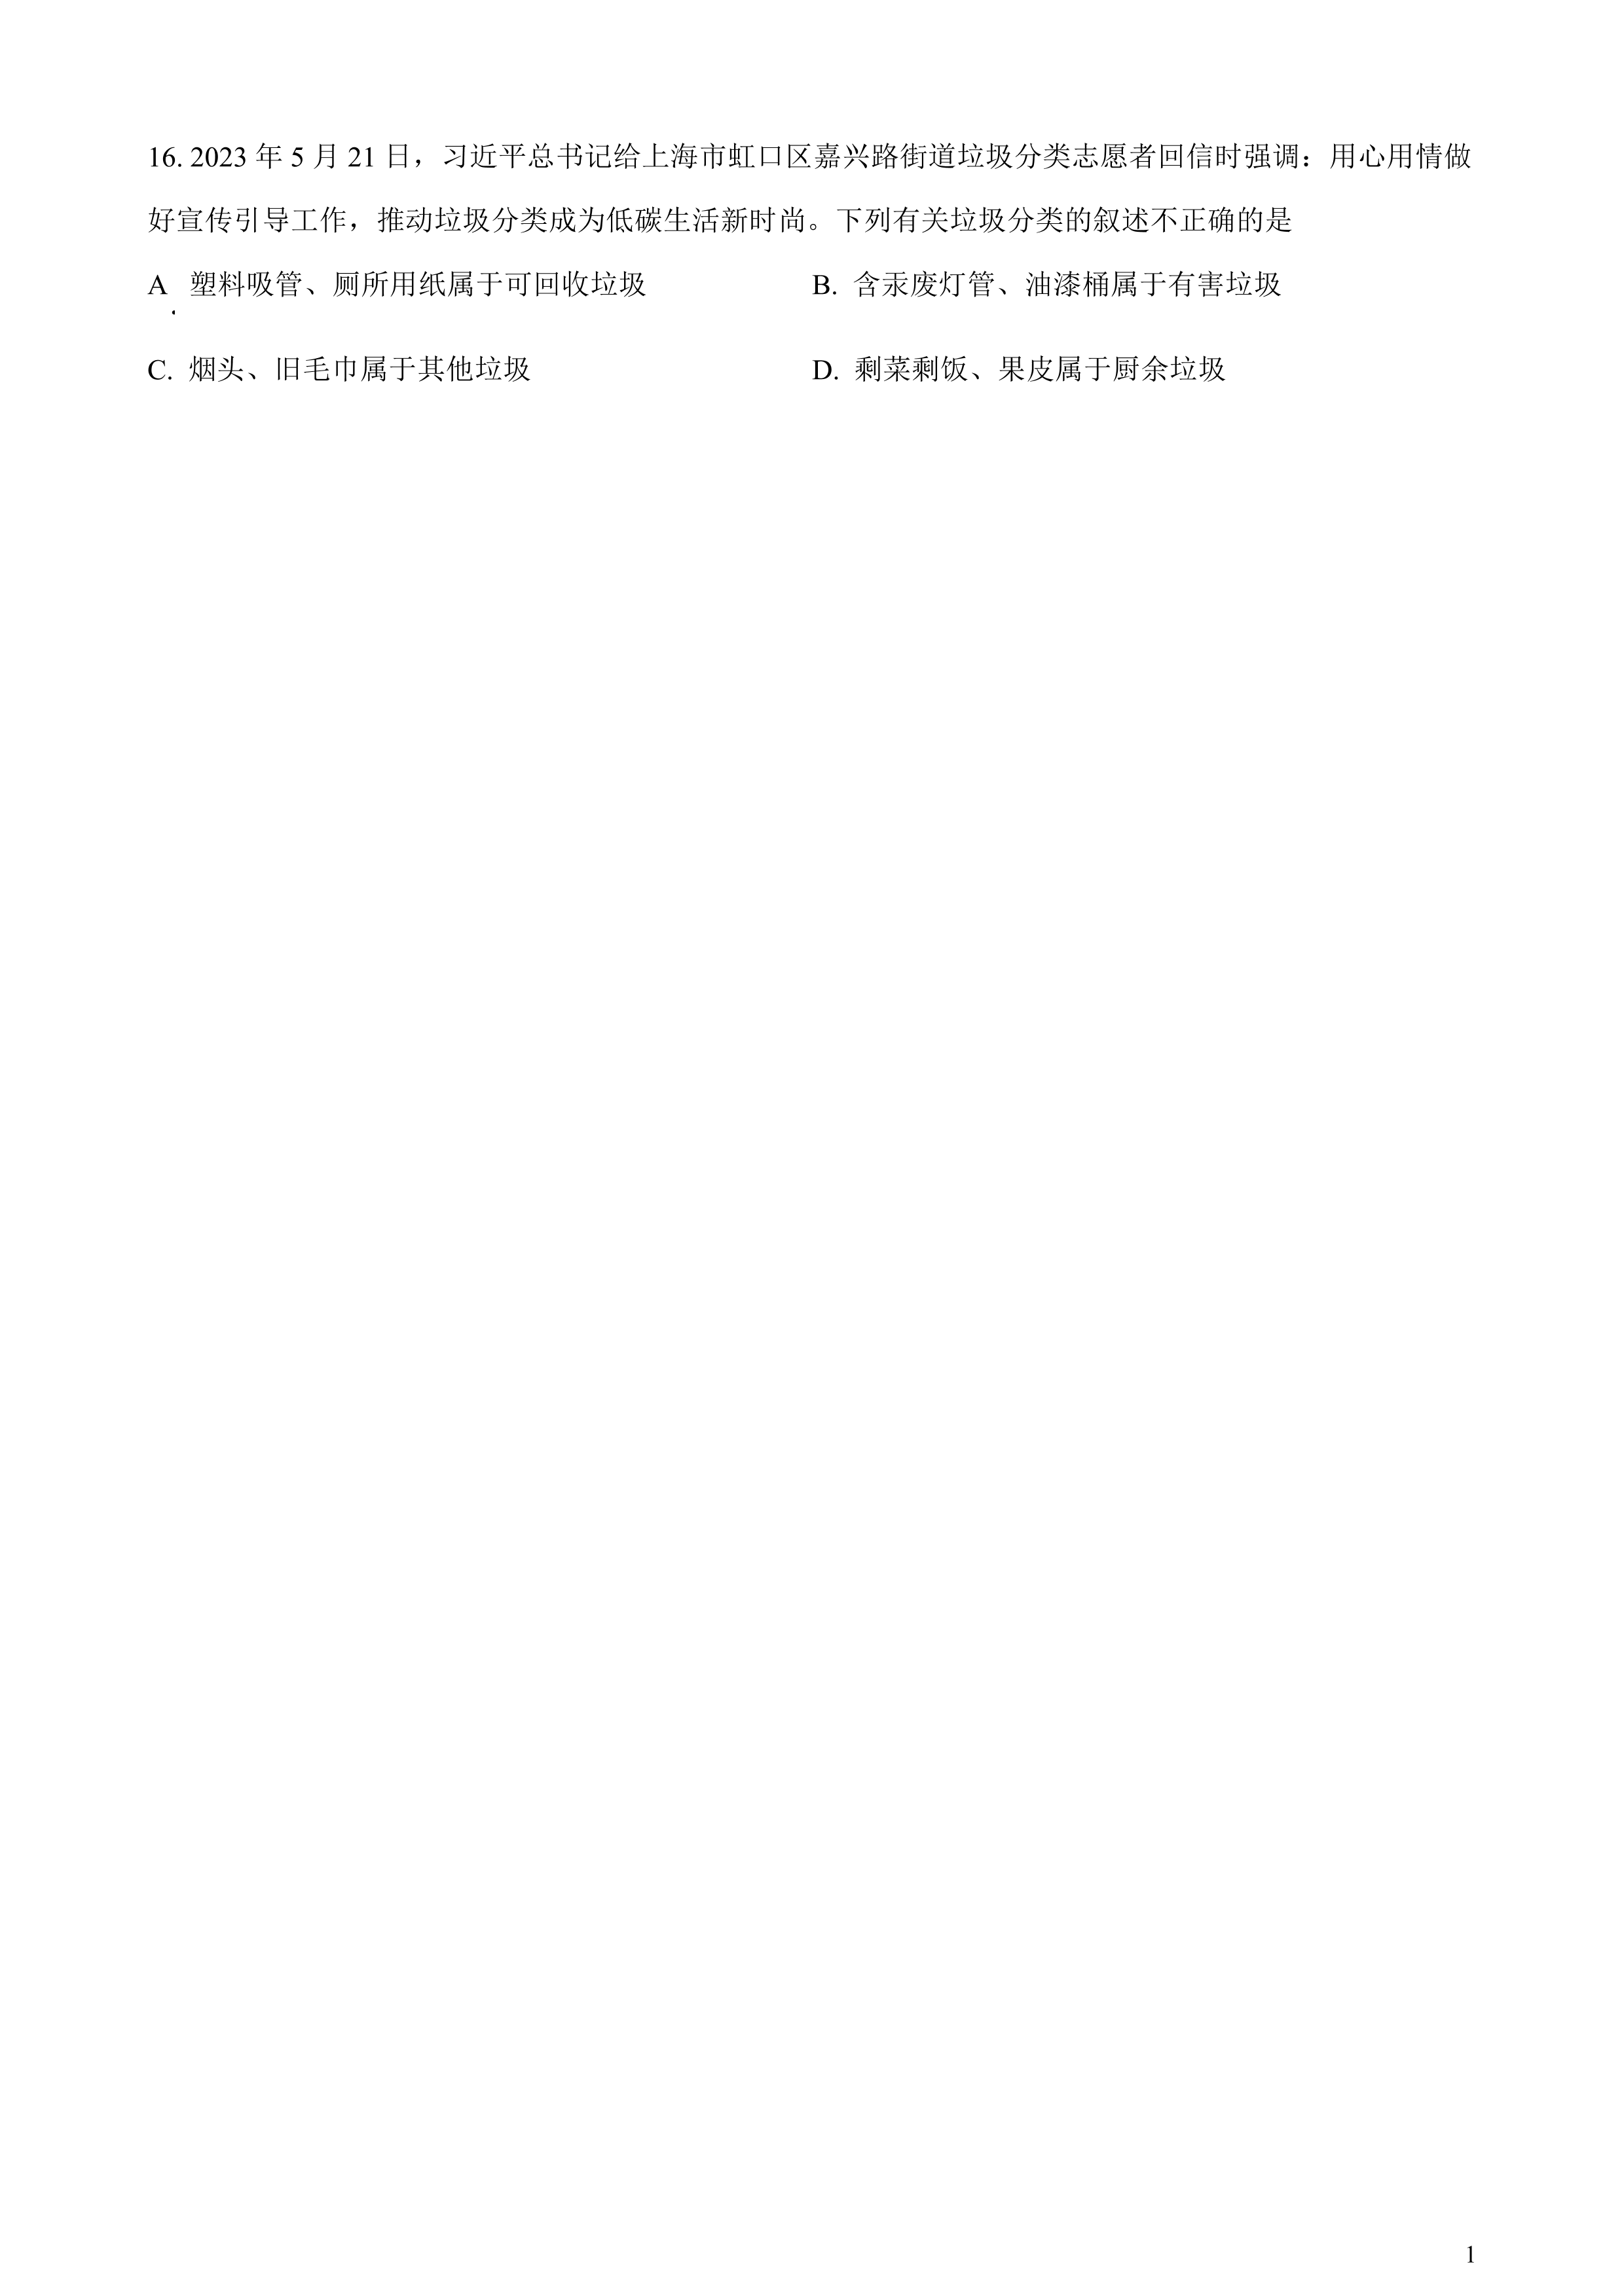 16. 2023 年 5 月 21 日，习近平总书记给上海市虹口区嘉兴路街道垃圾分类志愿者回信时强调：用心用情做
好宣传引导工作，推动垃圾分类成为低碳生活新时尚。下列有关垃圾分类的叙述不正确的是
A. 塑料吸管、厕所用纸属于可回收垃圾 B. 含汞废灯管、油漆桶属于有害垃圾
C. 烟头、旧毛巾属于其他垃圾 D. 剩菜剩饭、果皮属于厨余垃圾
1